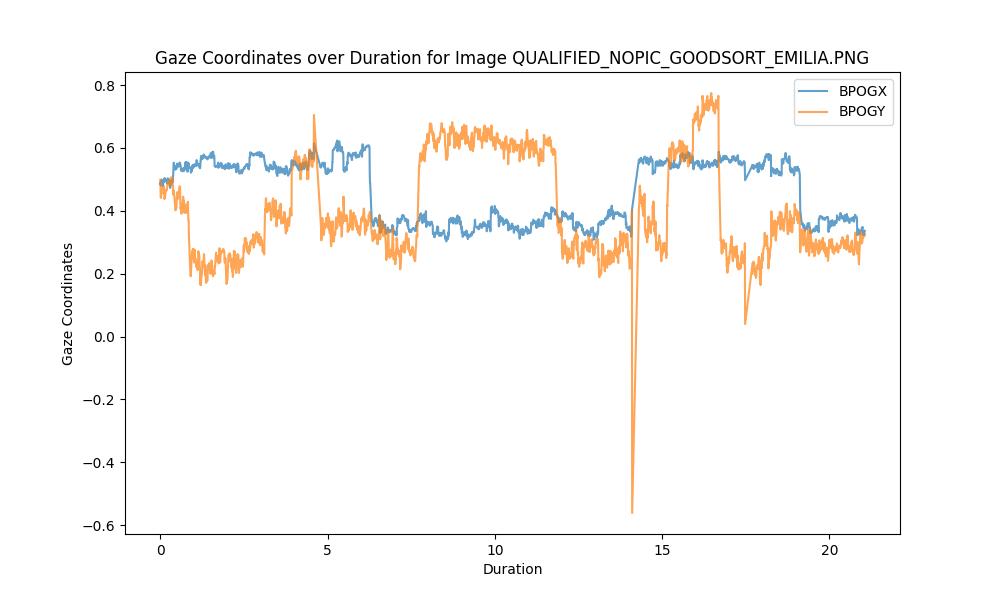 Gaze Coordinates over Duration for Image QUALIFIED_NOPIC_GOODSORT_EMILIA.PNG
BPOGX
BPOGY
0.8
0.6
0.4
0.2
0.0
−0.2
−0.4
−0.6
Gaze Coordinates
0 5 10 15 20
Duration